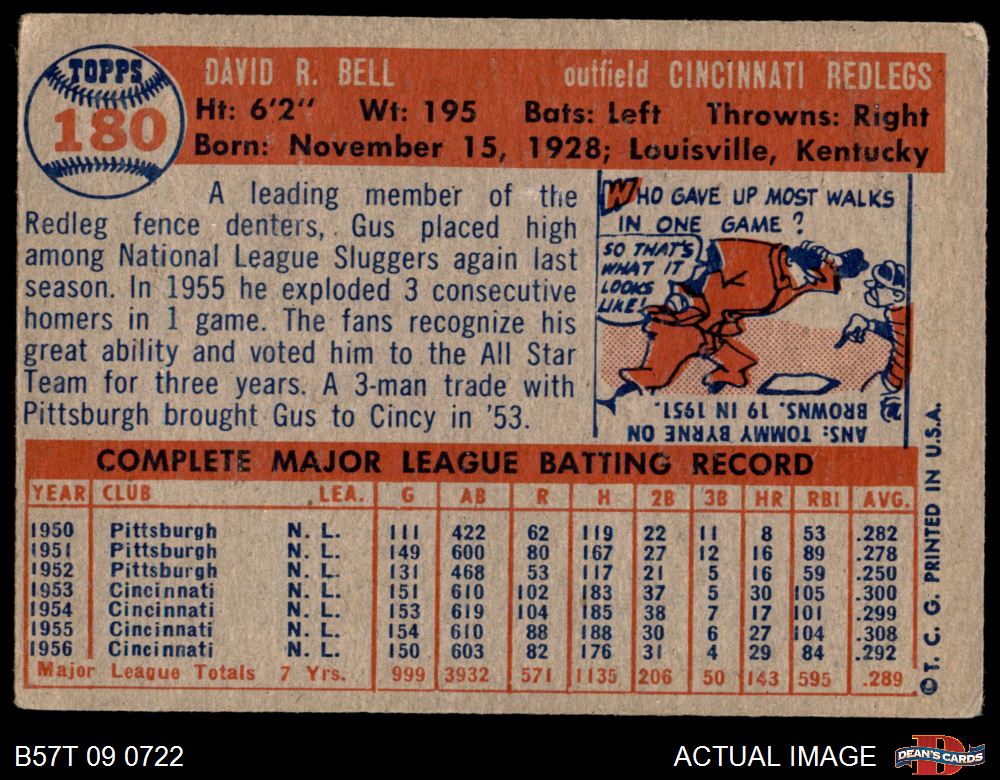 TOPPS
180
DAVID R. BELL outfield CINCINNATI REDLEGS
Ht: 6'2" Wt: 195 Bats: Left Throwns: Right
Born: November 15, 1928; Louisville, Kentucky
A leading member of the
Redleg fence denters, Gus placed high
among National League Sluggers again last
season. In 1955 he exploded 3 consecutive
homers in 1 game. The fans recognize his
great ability and voted him to the All Star
Team for three years. A 3-man trade with
Pittsburgh brought Gus to Cincy in '53.
WHO GAVE UP MOST WALKS
IN ONE GAME?
SO THAT'S
WHAT IT
LOOKS
LIKE!
ANS: TOMMY BYRNE ON
BROWNS. 19 IN 1951.
COMPLETE MAJOR LEAGUE BATTING RECORD
YEAR CLUB LEA. G AB R H 2B 3B HR RBI AVG.
1950 Pittsburgh N. L. 111 422 62 119 22 11 8 53 .282
1951 Pittsburgh N. L. 149 600 80 167 27 12 16 89 .278
1952 Pittsburgh N. L. 131 468 53 117 21 5 16 59 .250
1953 Cincinnati N. L. 151 610 102 183 37 5 30 105 .300
1954 Cincinnati N. L. 153 619 104 185 38 7 17 101 .299
1955 Cincinnati N. L. 154 610 88 188 30 6 27 104 .308
1956 Cincinnati N. L. 150 603 82 176 31 4 29 84 .292
Major League Totals 7 Yrs. 999 3932 571 1135 206 50 143 595 .289
© T. C. G. PRINTED IN U.S.A.
B57T 09 0722
ACTUAL IMAGE
DEAN'S CARDS